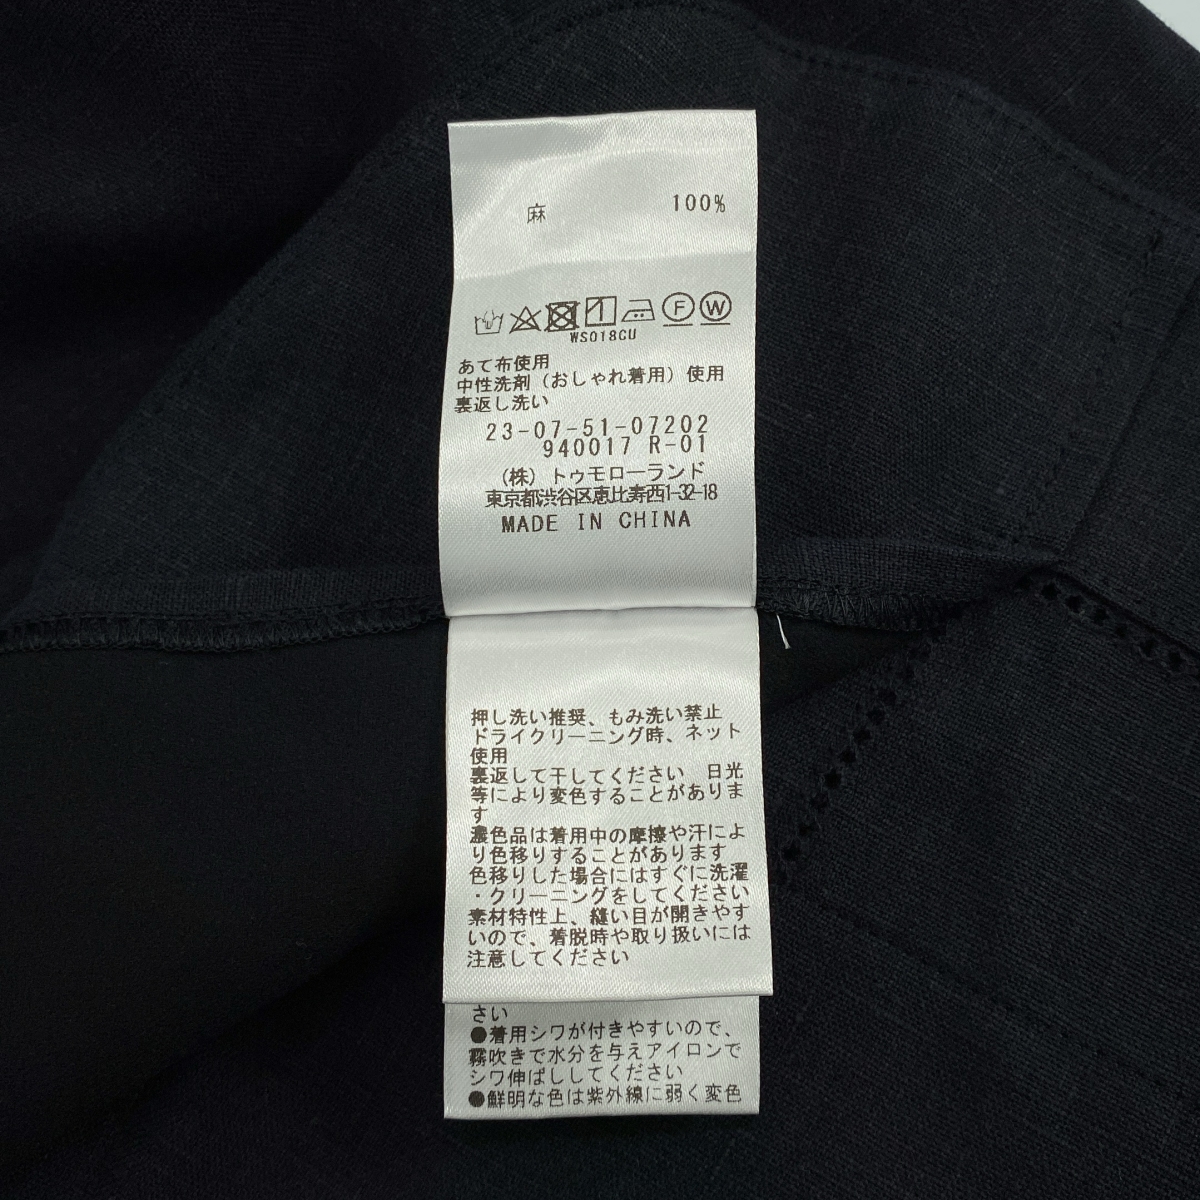 麻 100%
F W
WS018GU
あて布使用
中性洗剤（おしゃれ着用）使用
裏返し洗い
23-07-51-07202
940017 R-01
（株）トゥモローランド
東京都渋谷区恵比寿西1-32-18
MADE IN CHINA
押し洗い推奨、もみ洗い禁止
ドライクリーニング時、ネット
使用
裏返して干してください 日光
等により変色することがありま
す
濃色品は着用中の摩擦や汗によ
り色移りすることがあります
色移りした場合にはすぐに洗濯
・クリーニングをしてください
素材特性上、縫い目が開きやす
いので、着脱時や取り扱いには
注意してください
さい
●着用シワが付きやすいので、
霧吹きで水分を与えアイロンで
シワ伸ばししてください
●鮮明な色は紫外線に弱く変色